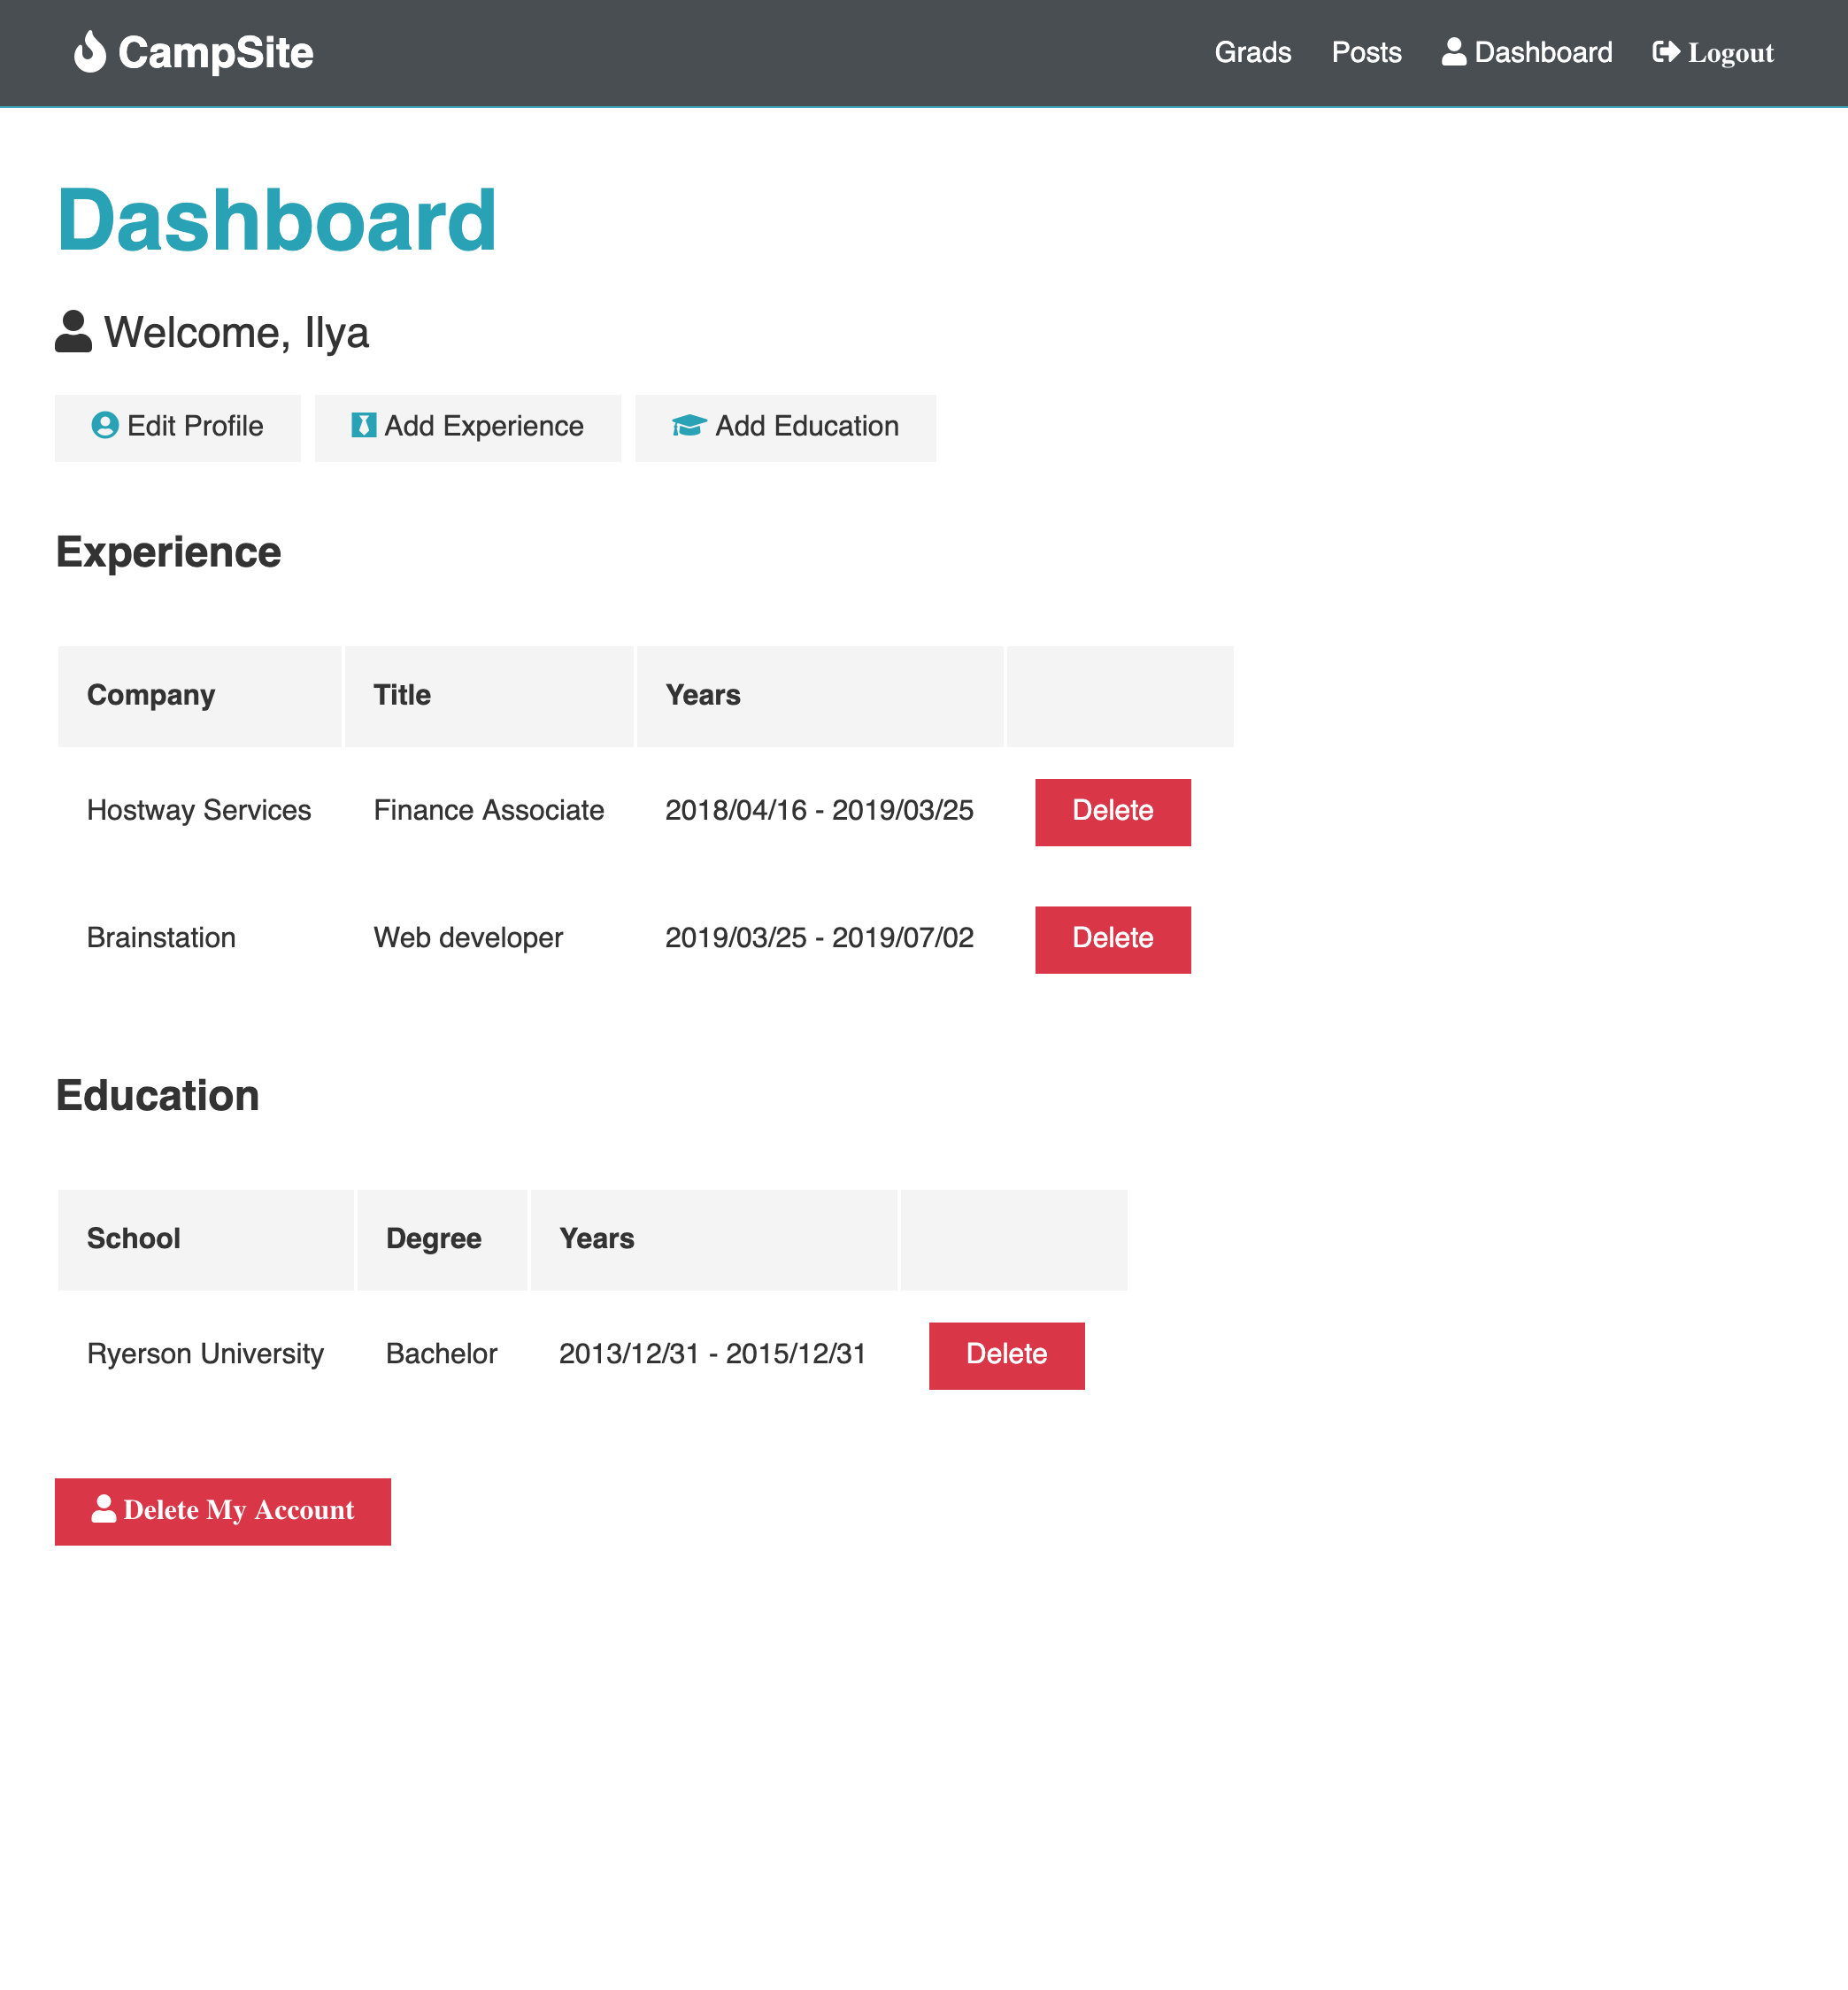 CampSite Grads Posts Dashboard Logout
Dashboard
Welcome, Ilya
Edit Profile Add Experience Add Education
Experience
Company Title Years
Hostway Services Finance Associate 2018/04/16 - 2019/03/25 Delete
Brainstation Web developer 2019/03/25 - 2019/07/02 Delete
Education
School Degree Years
Ryerson University Bachelor 2013/12/31 - 2015/12/31 Delete
Delete My Account